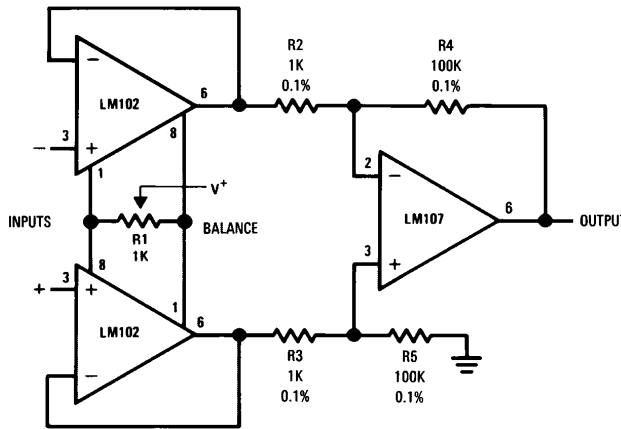 R2
1K
0.1%
R4
100K
0.1%
−
LM102
6
8
3
− +
1
V+
2
−
LM107
6
INPUTS
R1
1K
BALANCE
OUTPUT
3
+
8
+ 3
+
1
LM102
6
−
R3
1K
0.1%
R5
100K
0.1%